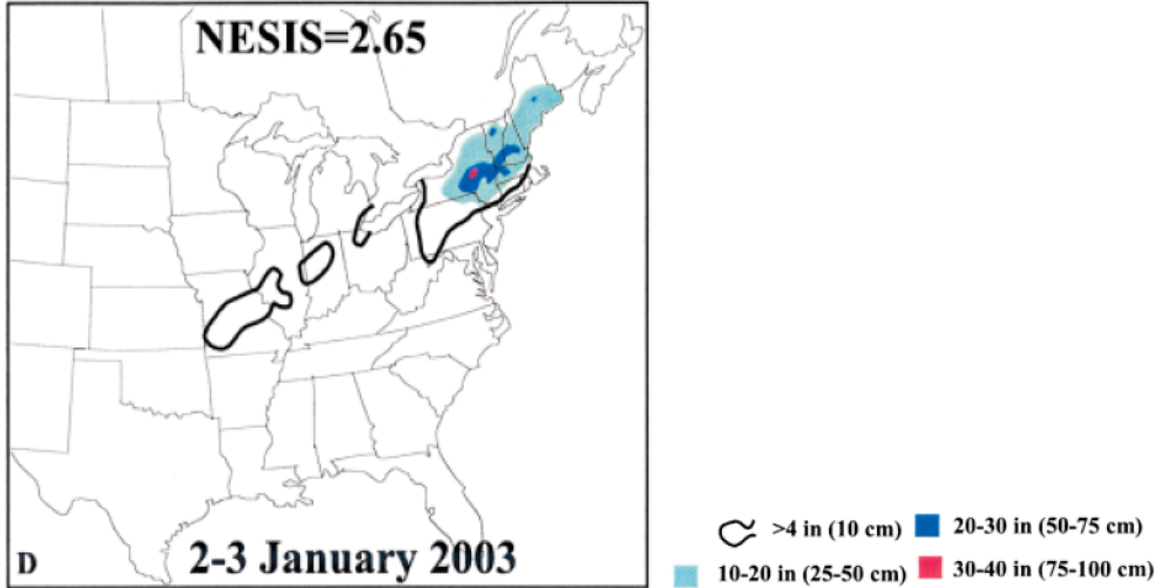 NESIS=2.65
D
2-3 January 2003
>4 in (10 cm)
20-30 in (50-75 cm)
10-20 in (25-50 cm)
30-40 in (75-100 cm)